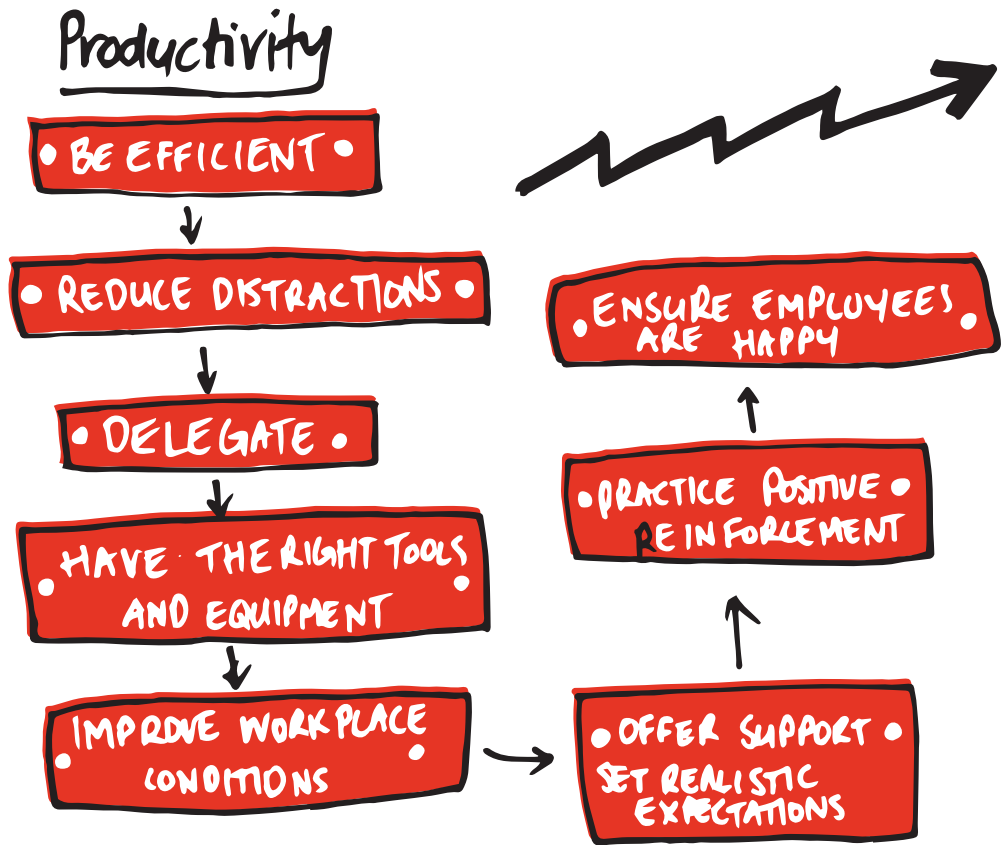 Productivity
BE EFFICIENT
REDUCE DISTRACTIONS
DELEGATE
HAVE THE RIGHT TOOLS
AND EQUIPMENT
IMPROVE WORKPLACE
CONDITIONS
OFFER SUPPORT
SET REALISTIC
EXPECTATIONS
PRACTICE POSITIVE
REINFORCEMENT
ENSURE EMPLOYEES
ARE HAPPY